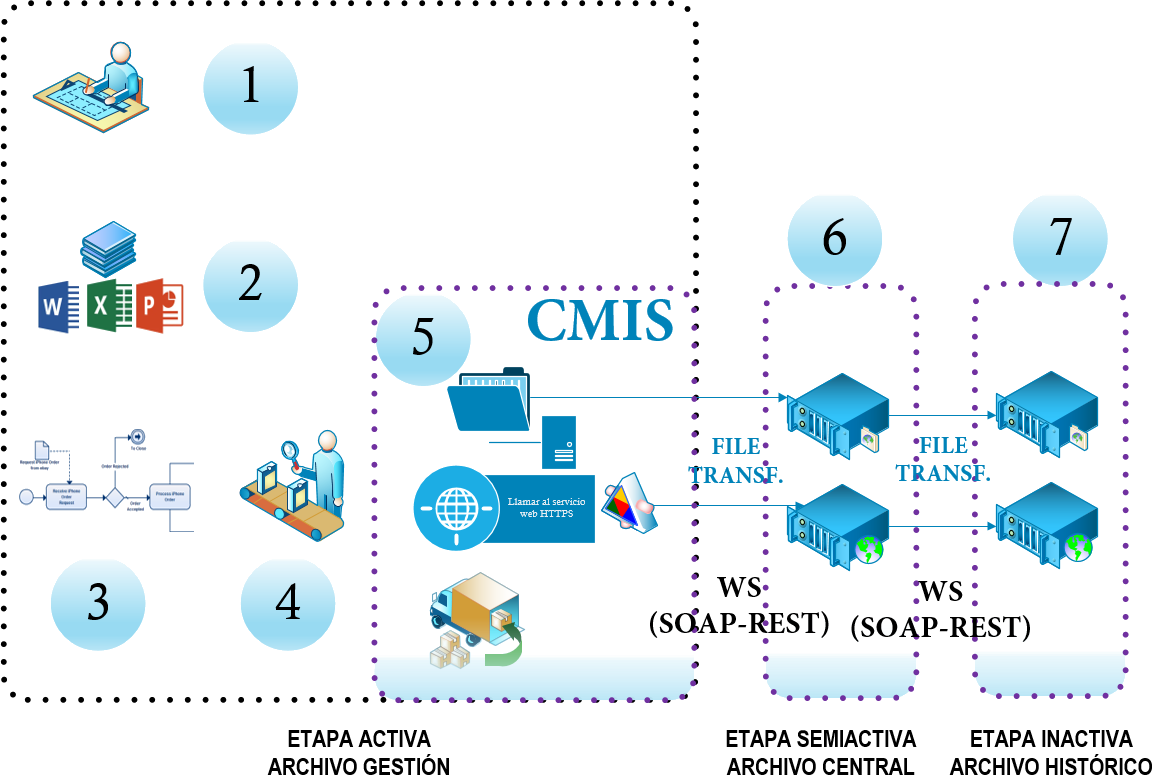 1
6
7
2
W
X
P
5
CMIS
To Close
Request iPhone Order
from eBay
Order Rejected
Receive iPhone
Order
Request
Process iPhone
Order
Order
Accepted
FILE
TRANSF.
FILE
TRANSF.
Llamar al servicio
web HTTPS
3
4
WS
(SOAP-REST)
WS
(SOAP-REST)
ETAPA ACTIVA
ARCHIVO GESTIÓN
ETAPA SEMIACTIVA
ARCHIVO CENTRAL
ETAPA INACTIVA
ARCHIVO HISTÓRICO